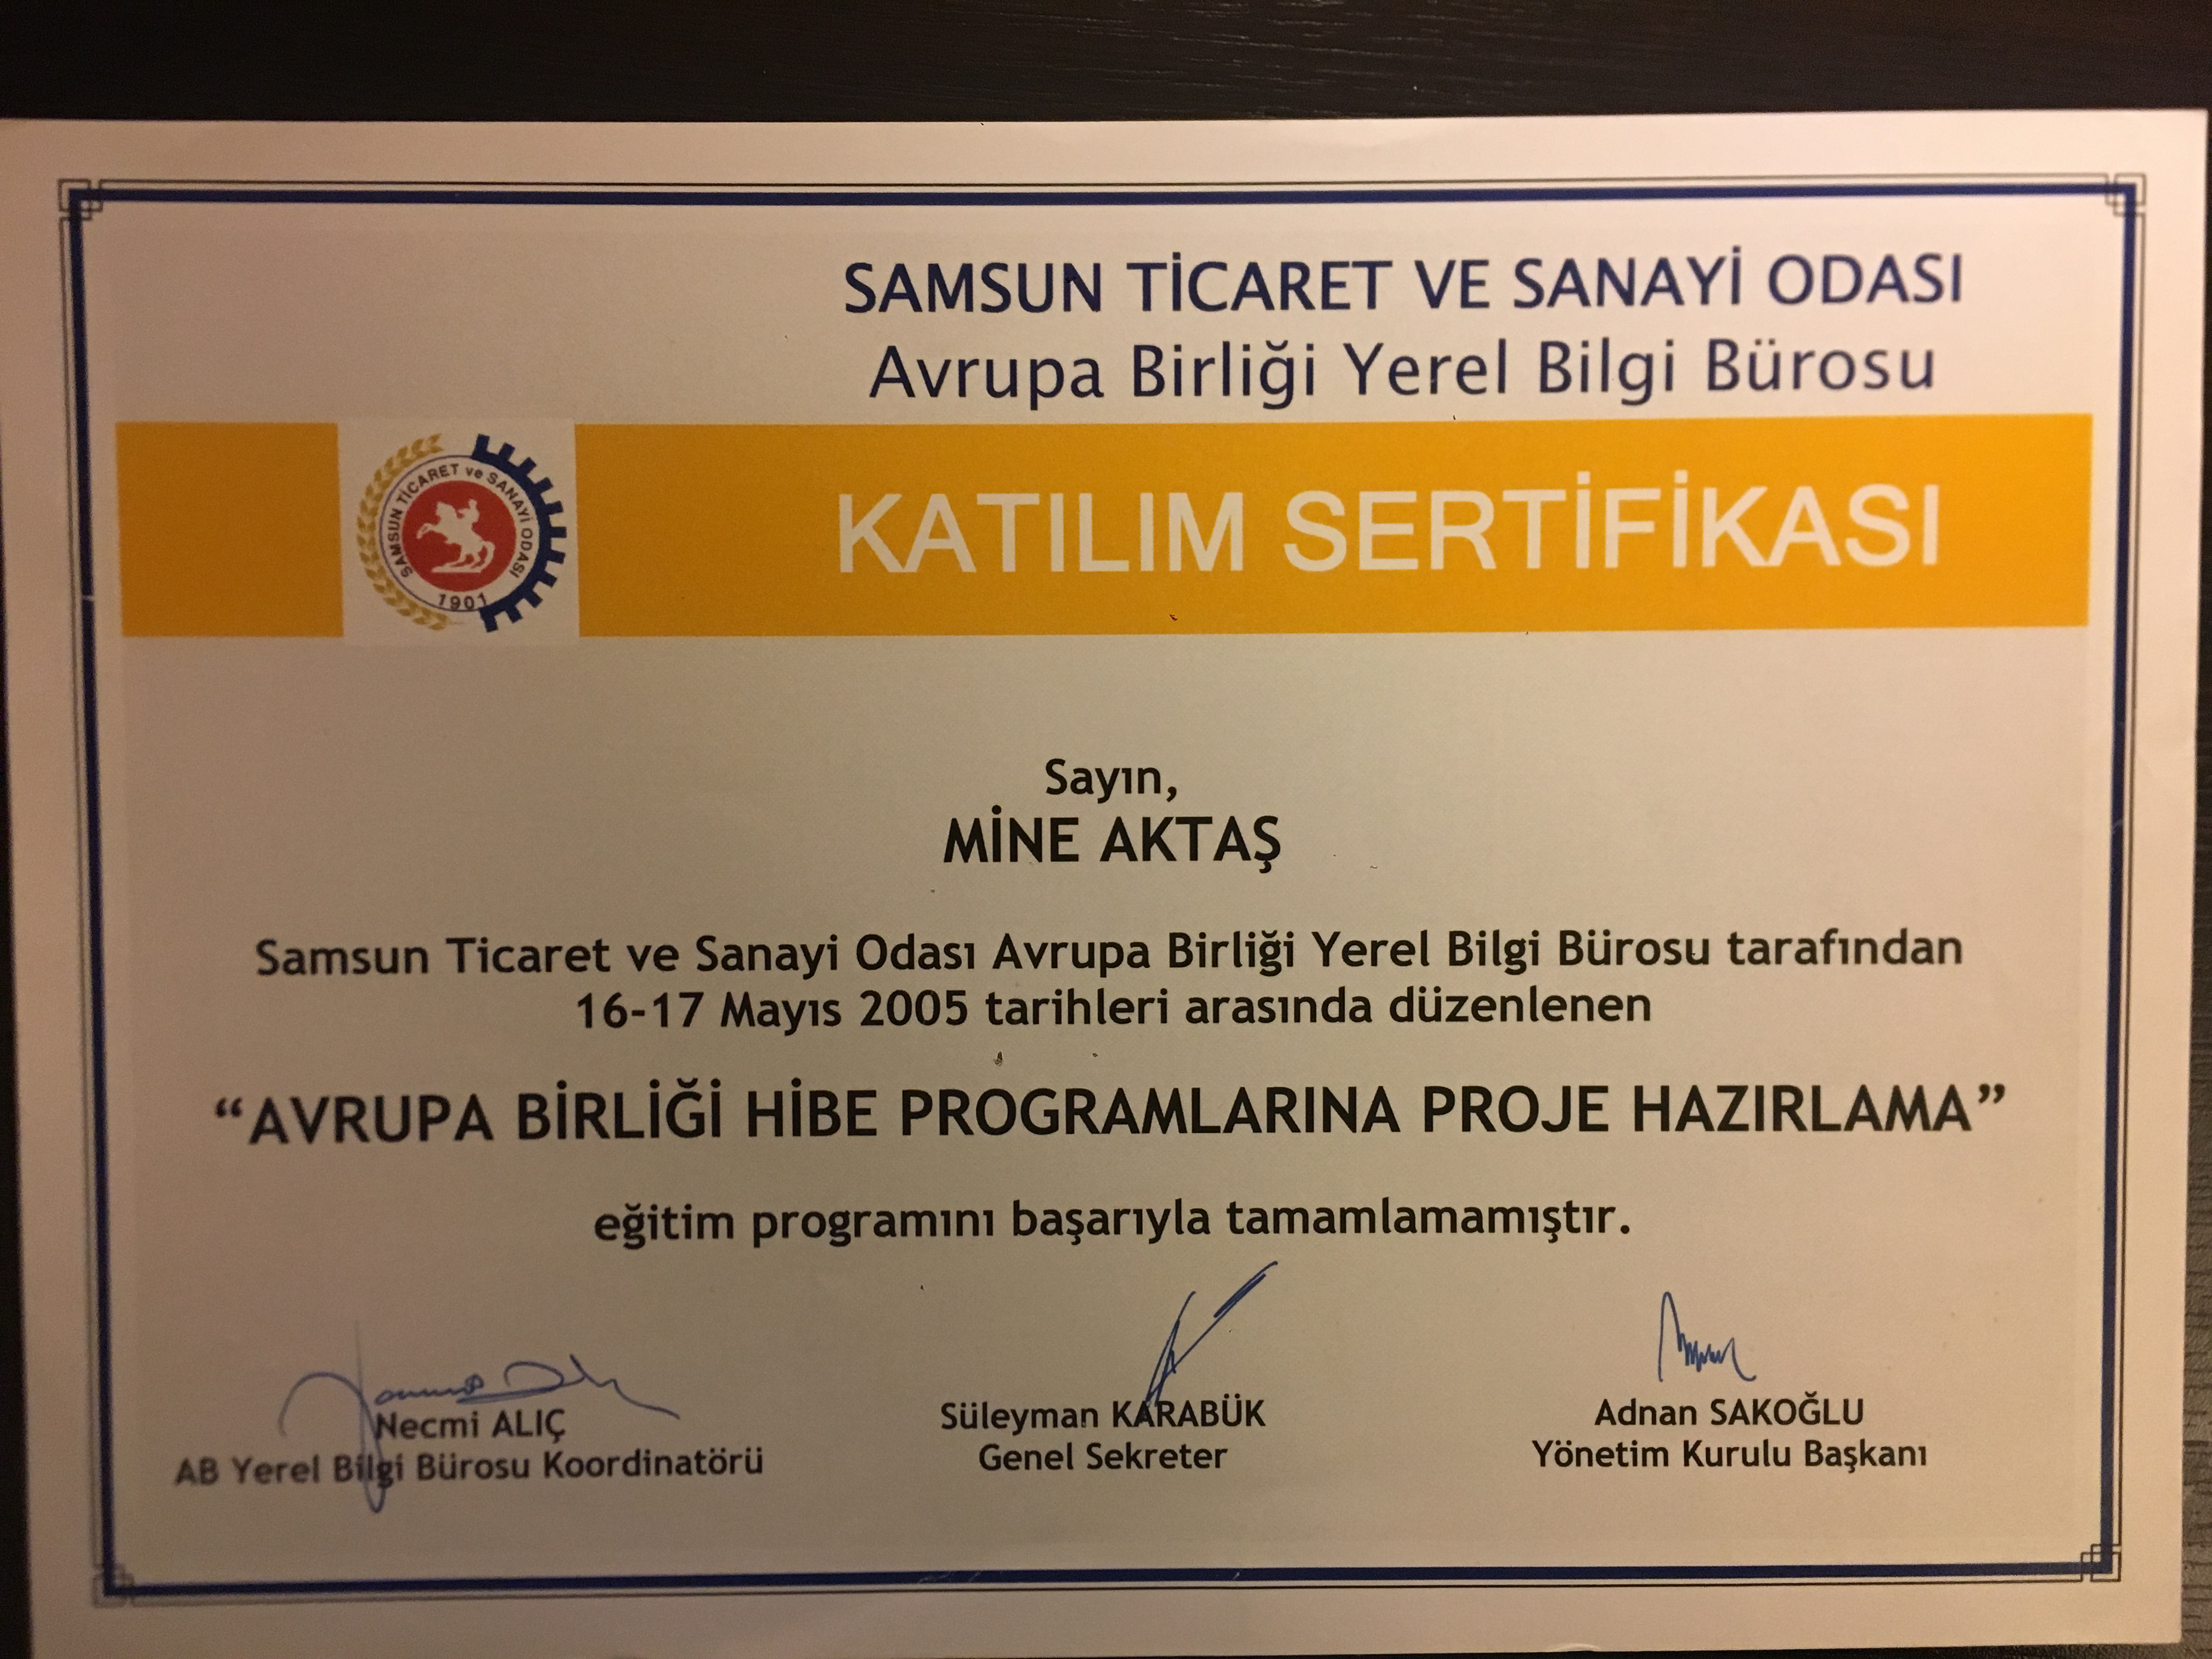 SAMSUN TİCARET VE SANAYİ ODASI
Avrupa Birliği Yerel Bilgi Bürosu
SAMSUN TİCARET ve SANAYİ ODASI
1901
KATILIM SERTİFİKASI
Sayın,
MİNE AKTAŞ
Samsun Ticaret ve Sanayi Odası Avrupa Birliği Yerel Bilgi Bürosu tarafından
16-17 Mayıs 2005 tarihleri arasında düzenlenen
“AVRUPA BİRLİĞİ HİBE PROGRAMLARINA PROJE HAZIRLAMA”
eğitim programını başarıyla tamamlamamıştır.
Necmi ALIÇ
AB Yerel Bilgi Bürosu Koordinatörü
Süleyman KARABÜK
Genel Sekreter
Adnan SAKOĞLU
Yönetim Kurulu Başkanı